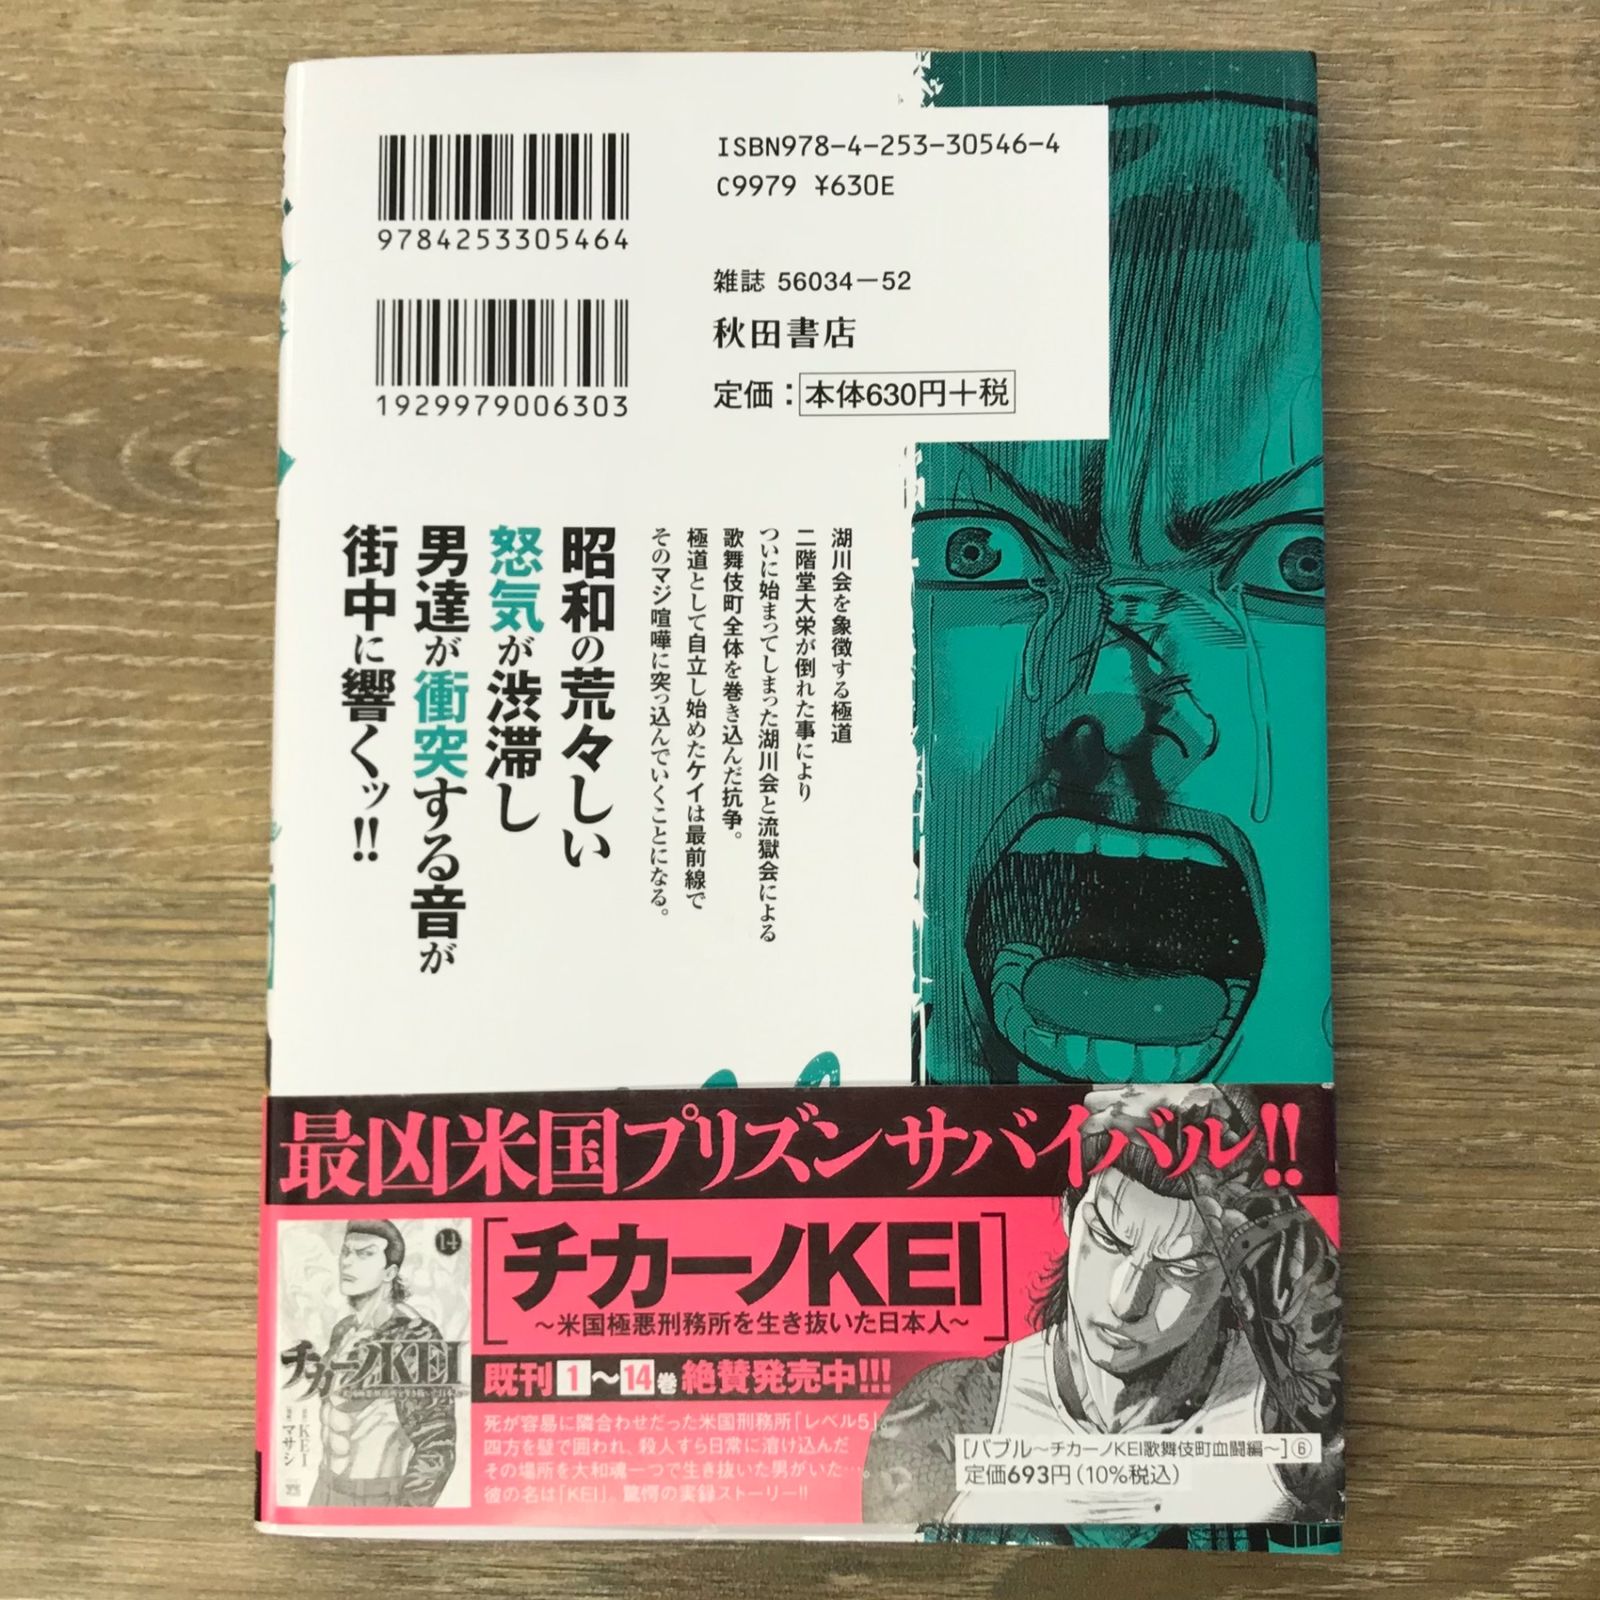 ISBN978-4-253-30546-4
C9979 ¥630E
9784253305464
雑誌 56034-52
秋田書店
1929979006303
定価：本体630円+税
湖川会を象徴する極道
二階堂大栄が倒れた事により
ついに始まってしまった湖川会と流獄会による
歌舞伎町全体を巻き込んだ抗争。
極道として自立し始めたケイは最前線で
そのマジ喧嘩に突っ込んでいくことになる。
昭和の荒々しい
怒気が渋滞し
男達が衝突する音が
街中に響くッ!!
最凶米国プリズンサバイバル!!
[チカーノKEI]
〜米国極悪刑務所を生き抜いた日本人〜
既刊1〜14巻絶賛発売中!!!
死が容易に隣合わせだった米国刑務所「レベル5」。
四方を壁で囲われ、殺人すら日常に溶け込んだ
その場所を大和魂一つで生き抜いた男がいた…。
彼の名は「KEI」。驚愕の実録ストーリー!!
14
チカーノKEI
KEI
マサシ
[バブル〜チカーノKEI歌舞伎町血闘編〜]⑥
定価693円(10%税込)